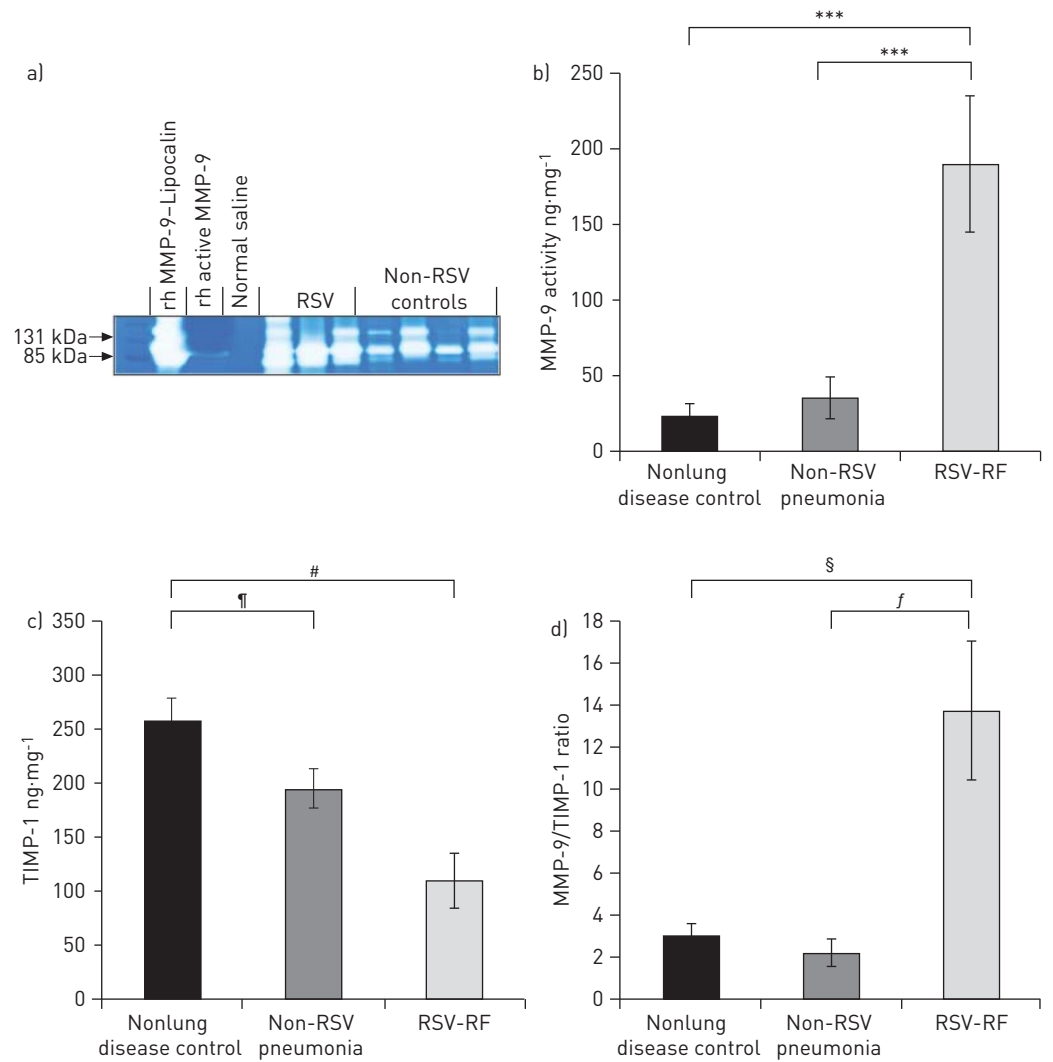 a)
rh MMP-9–Lipocalin
rh active MMP-9
Normal saline
RSV
Non-RSV
controls
131 kDa
85 kDa
b)
***
***
MMP-9 activity ng·mg-1
250
200
150
100
50
0
Nonlung
disease control
Non-RSV
pneumonia
RSV-RF
c)
#
¶
TIMP-1 ng·mg-1
350
300
250
200
150
100
50
0
Nonlung
disease control
Non-RSV
pneumonia
RSV-RF
d)
§
ƒ
MMP-9/TIMP-1 ratio
18
16
14
12
10
8
6
4
2
0
Nonlung
disease control
Non-RSV
pneumonia
RSV-RF